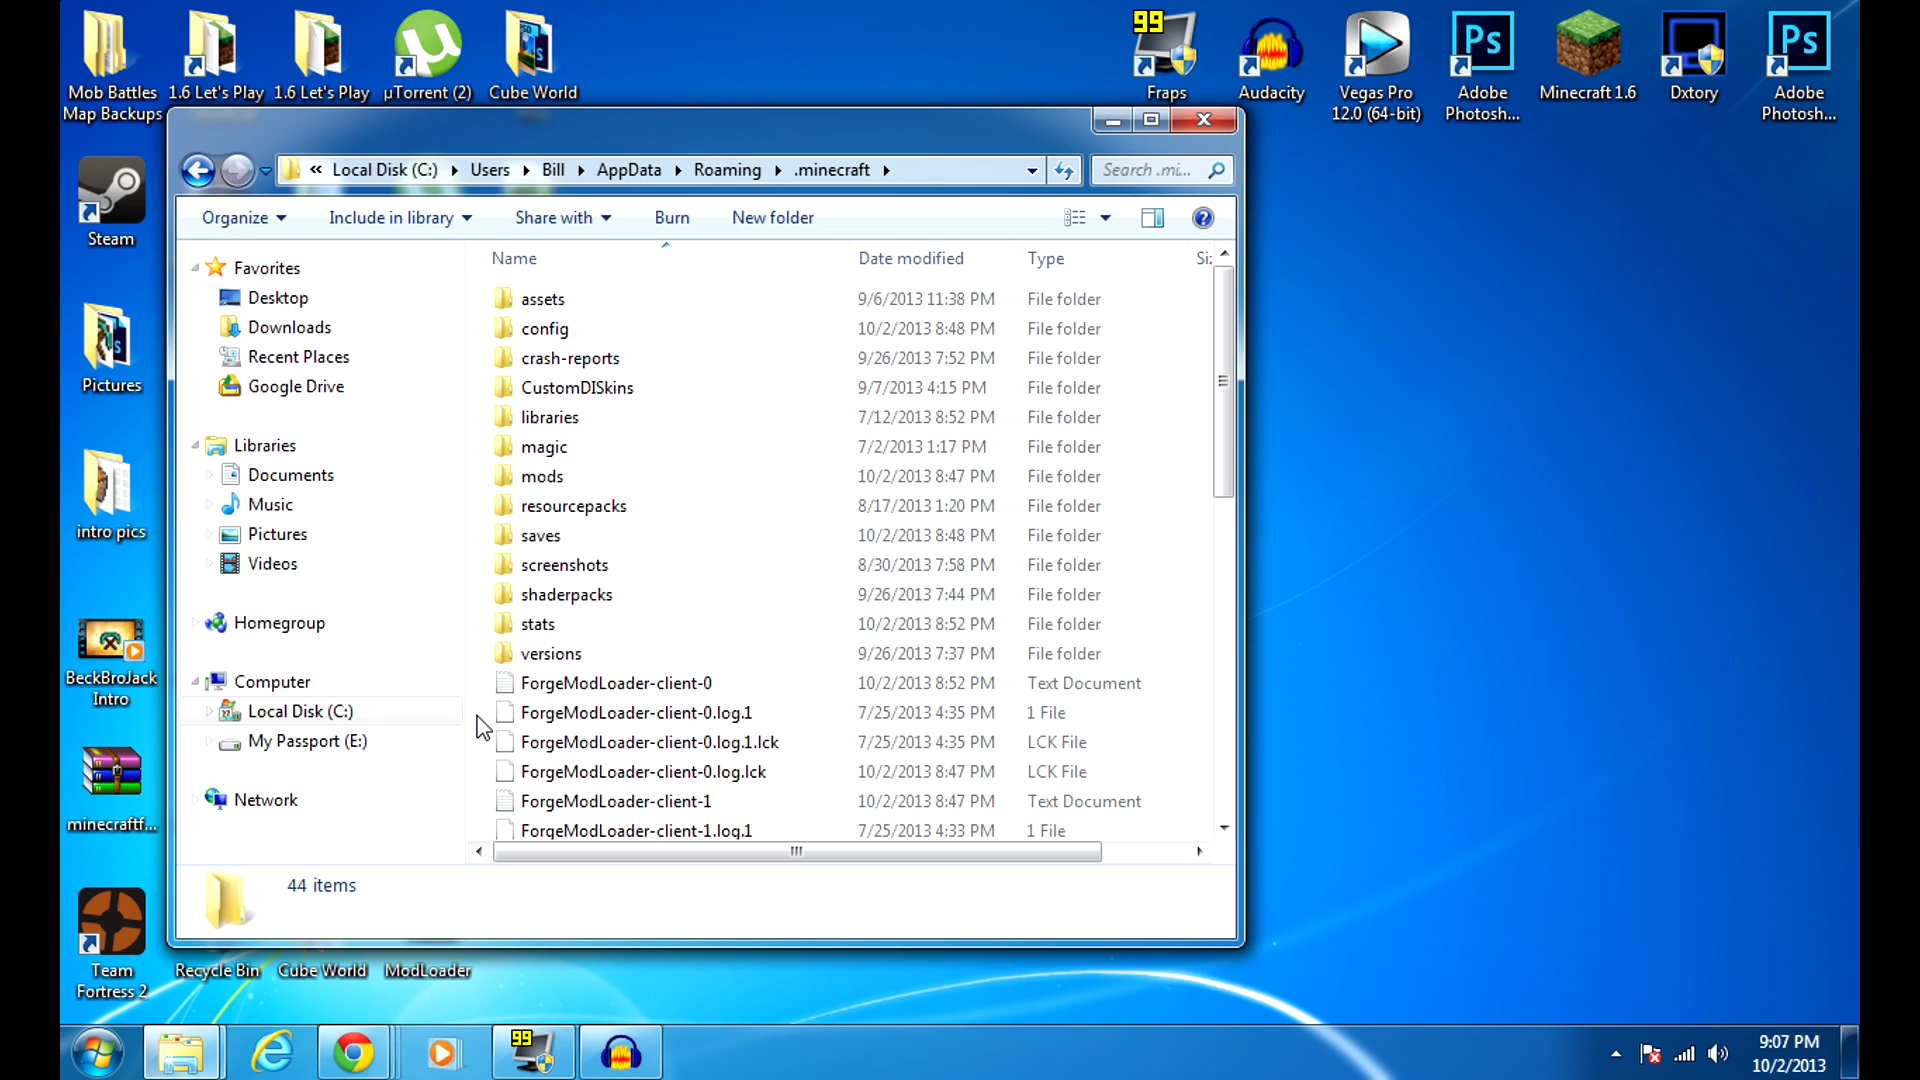 Mob Battles
Map Backups
1.6 Let's Play
1.6 Let's Play
µTorrent (2)
Cube World
99
Fraps
Audacity
Vegas Pro
12.0 (64-bit)
Ps
Adobe
Photosh...
Minecraft 1.6
Dxtory
Ps
Adobe
Photosh...
Steam
Pictures
intro pics
BeckBroJack
Intro
minecraftf...
Team
Fortress 2
Recycle Bin
Cube World
ModLoader
« Local Disk (C:) Users Bill AppData Roaming .minecraft
Search .mi...
Organize
Include in library
Share with
Burn
New folder
Favorites
Desktop
Downloads
Recent Places
Google Drive
Libraries
Documents
Music
Pictures
Videos
Homegroup
Computer
Local Disk (C:)
My Passport (E:)
Network
Name Date modified Type Siz
assets 9/6/2013 11:38 PM File folder
config 10/2/2013 8:48 PM File folder
crash-reports 9/26/2013 7:52 PM File folder
CustomDISkins 9/7/2013 4:15 PM File folder
libraries 7/12/2013 8:52 PM File folder
magic 7/2/2013 1:17 PM File folder
mods 10/2/2013 8:47 PM File folder
resourcepacks 8/17/2013 1:20 PM File folder
saves 10/2/2013 8:48 PM File folder
screenshots 8/30/2013 7:58 PM File folder
shaderpacks 9/26/2013 7:44 PM File folder
stats 10/2/2013 8:52 PM File folder
versions 9/26/2013 7:37 PM File folder
ForgeModLoader-client-0 10/2/2013 8:52 PM Text Document
ForgeModLoader-client-0.log.1 7/25/2013 4:35 PM 1 File
ForgeModLoader-client-0.log.1.lck 7/25/2013 4:35 PM LCK File
ForgeModLoader-client-0.log.lck 10/2/2013 8:47 PM LCK File
ForgeModLoader-client-1 10/2/2013 8:47 PM Text Document
ForgeModLoader-client-1.log.1 7/25/2013 4:33 PM 1 File
44 items
99
9:07 PM
10/2/2013